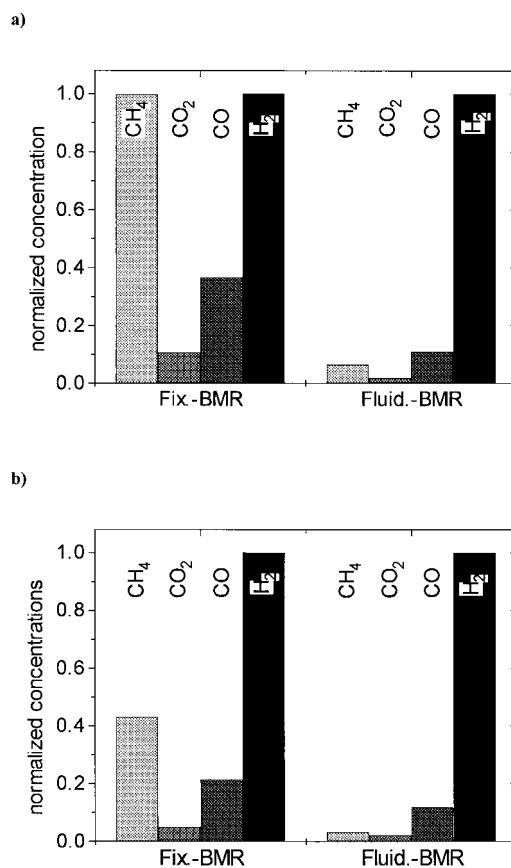 a)
normalized concentration
1.0
0.8
0.6
0.4
0.2
0.0
CH₄
CO₂
CO
H₂
CH₄
CO₂
CO
H₂
Fix.-BMR
Fluid.-BMR
b)
normalized concentrations
1.0
0.8
0.6
0.4
0.2
0.0
CH₄
CO₂
CO
H₂
CH₄
CO₂
CO
H₂
Fix.-BMR
Fluid.-BMR